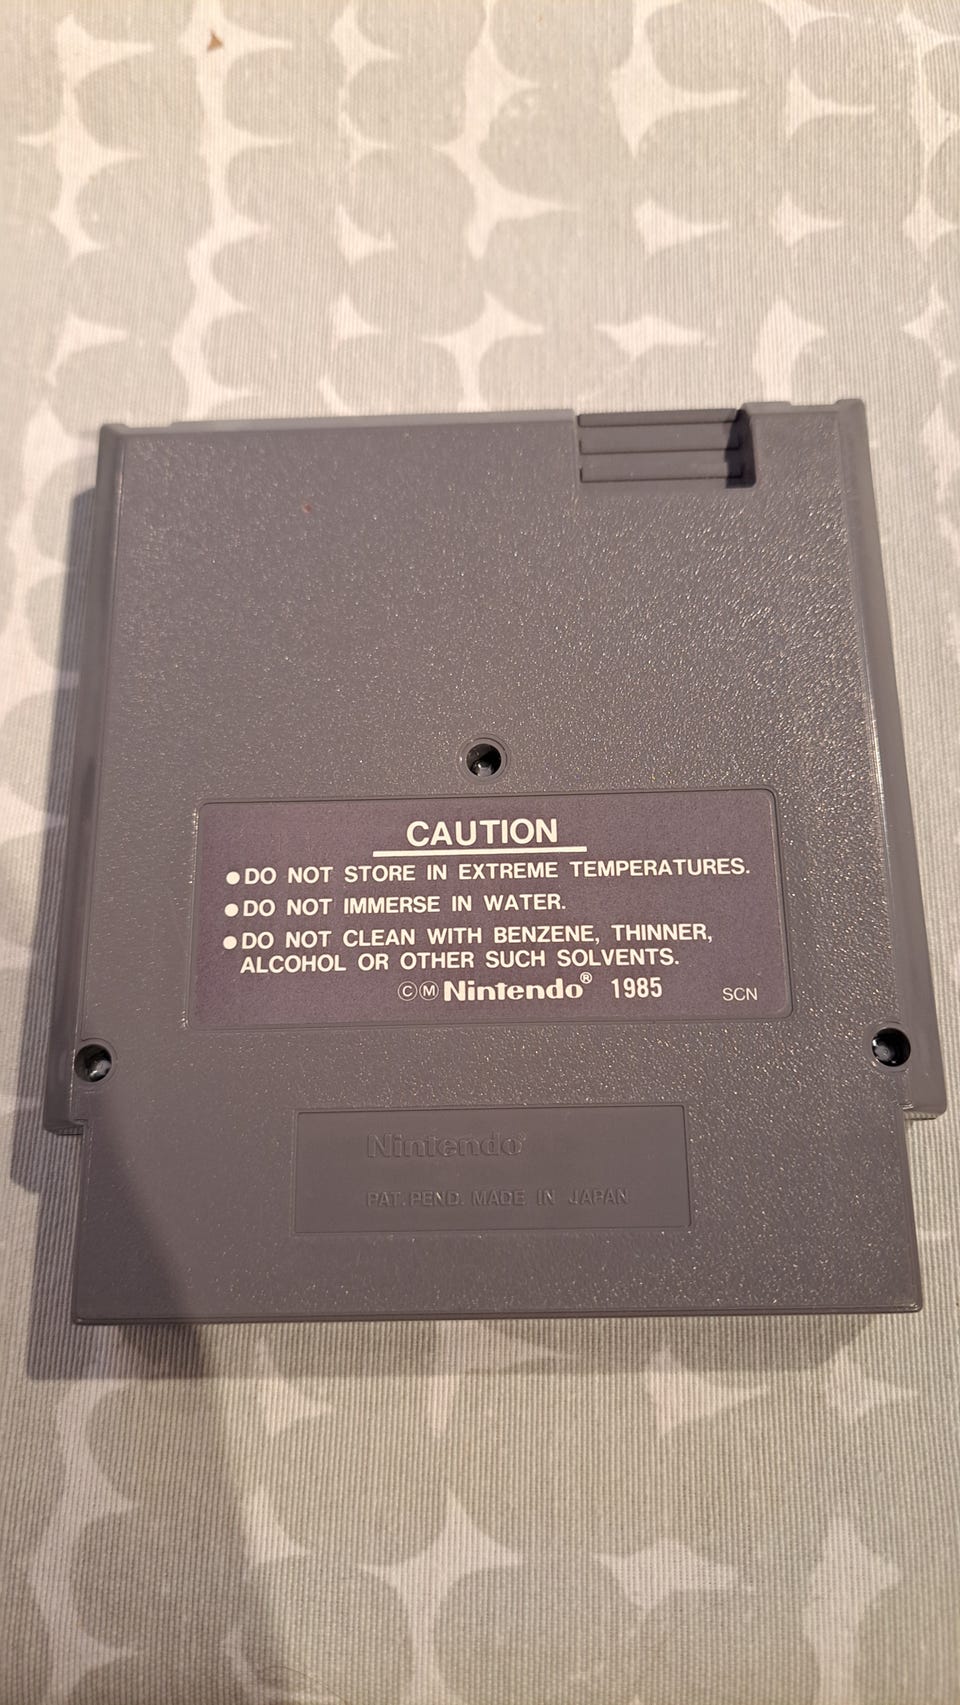 CAUTION
●DO NOT STORE IN EXTREME TEMPERATURES.
●DO NOT IMMERSE IN WATER.
●DO NOT CLEAN WITH BENZENE, THINNER,
ALCOHOL OR OTHER SUCH SOLVENTS.
ⒸⓂNintendo® 1985 SCN
Nintendo®
PAT. PEND. MADE IN JAPAN